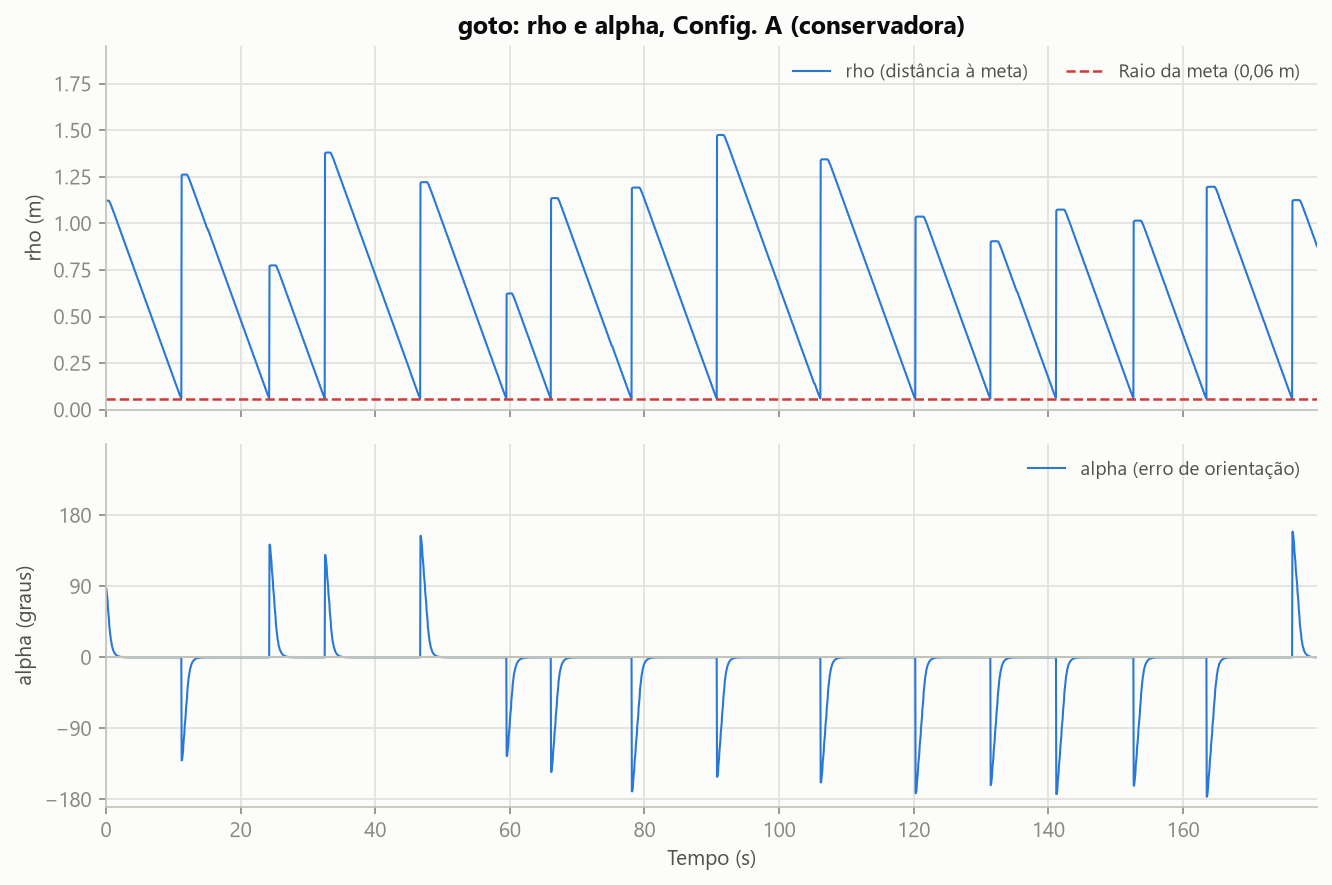 goto: rho e alpha, Config. A (conservadora)
rho (distância à meta)
Raio da meta (0,06 m)
rho (m)
1.75
1.50
1.25
1.00
0.75
0.50
0.25
0.00
alpha (erro de orientação)
alpha (graus)
180
90
0
−90
−180
0 20 40 60 80 100 120 140 160
Tempo (s)